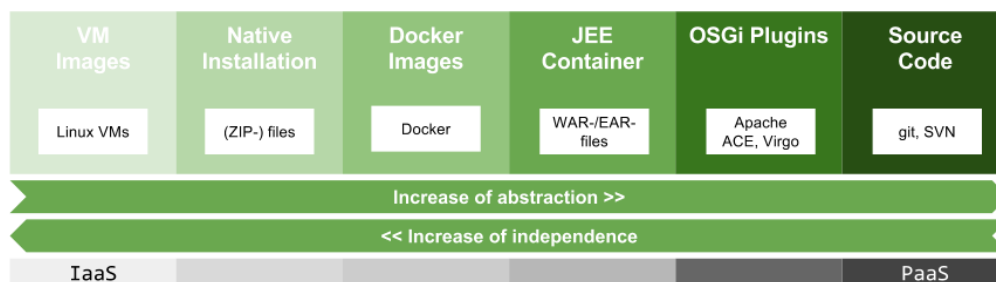 VM
Images
Native
Installation
Docker
Images
JEE
Container
OSGi Plugins
Source
Code
Linux VMs
(ZIP-) files
Docker
WAR-/EAR-
files
Apache
ACE, Virgo
git, SVN
Increase of abstraction >>
<< Increase of independence
IaaS
PaaS